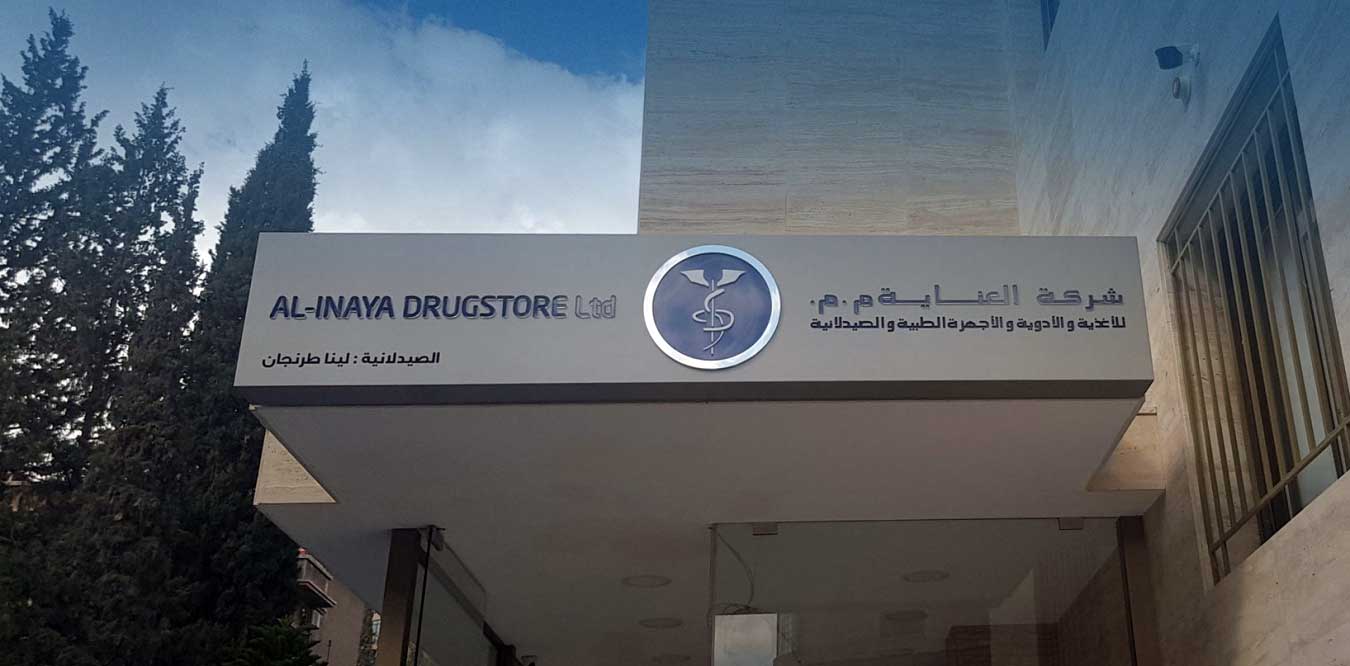 AL-INAYA DRUGSTORE Ltd
الصيدلانية : لينا طرنجان
شركة العناية م.م.
للأغذية و الأدوية و الأجهزة الطبية و الصيدلانية